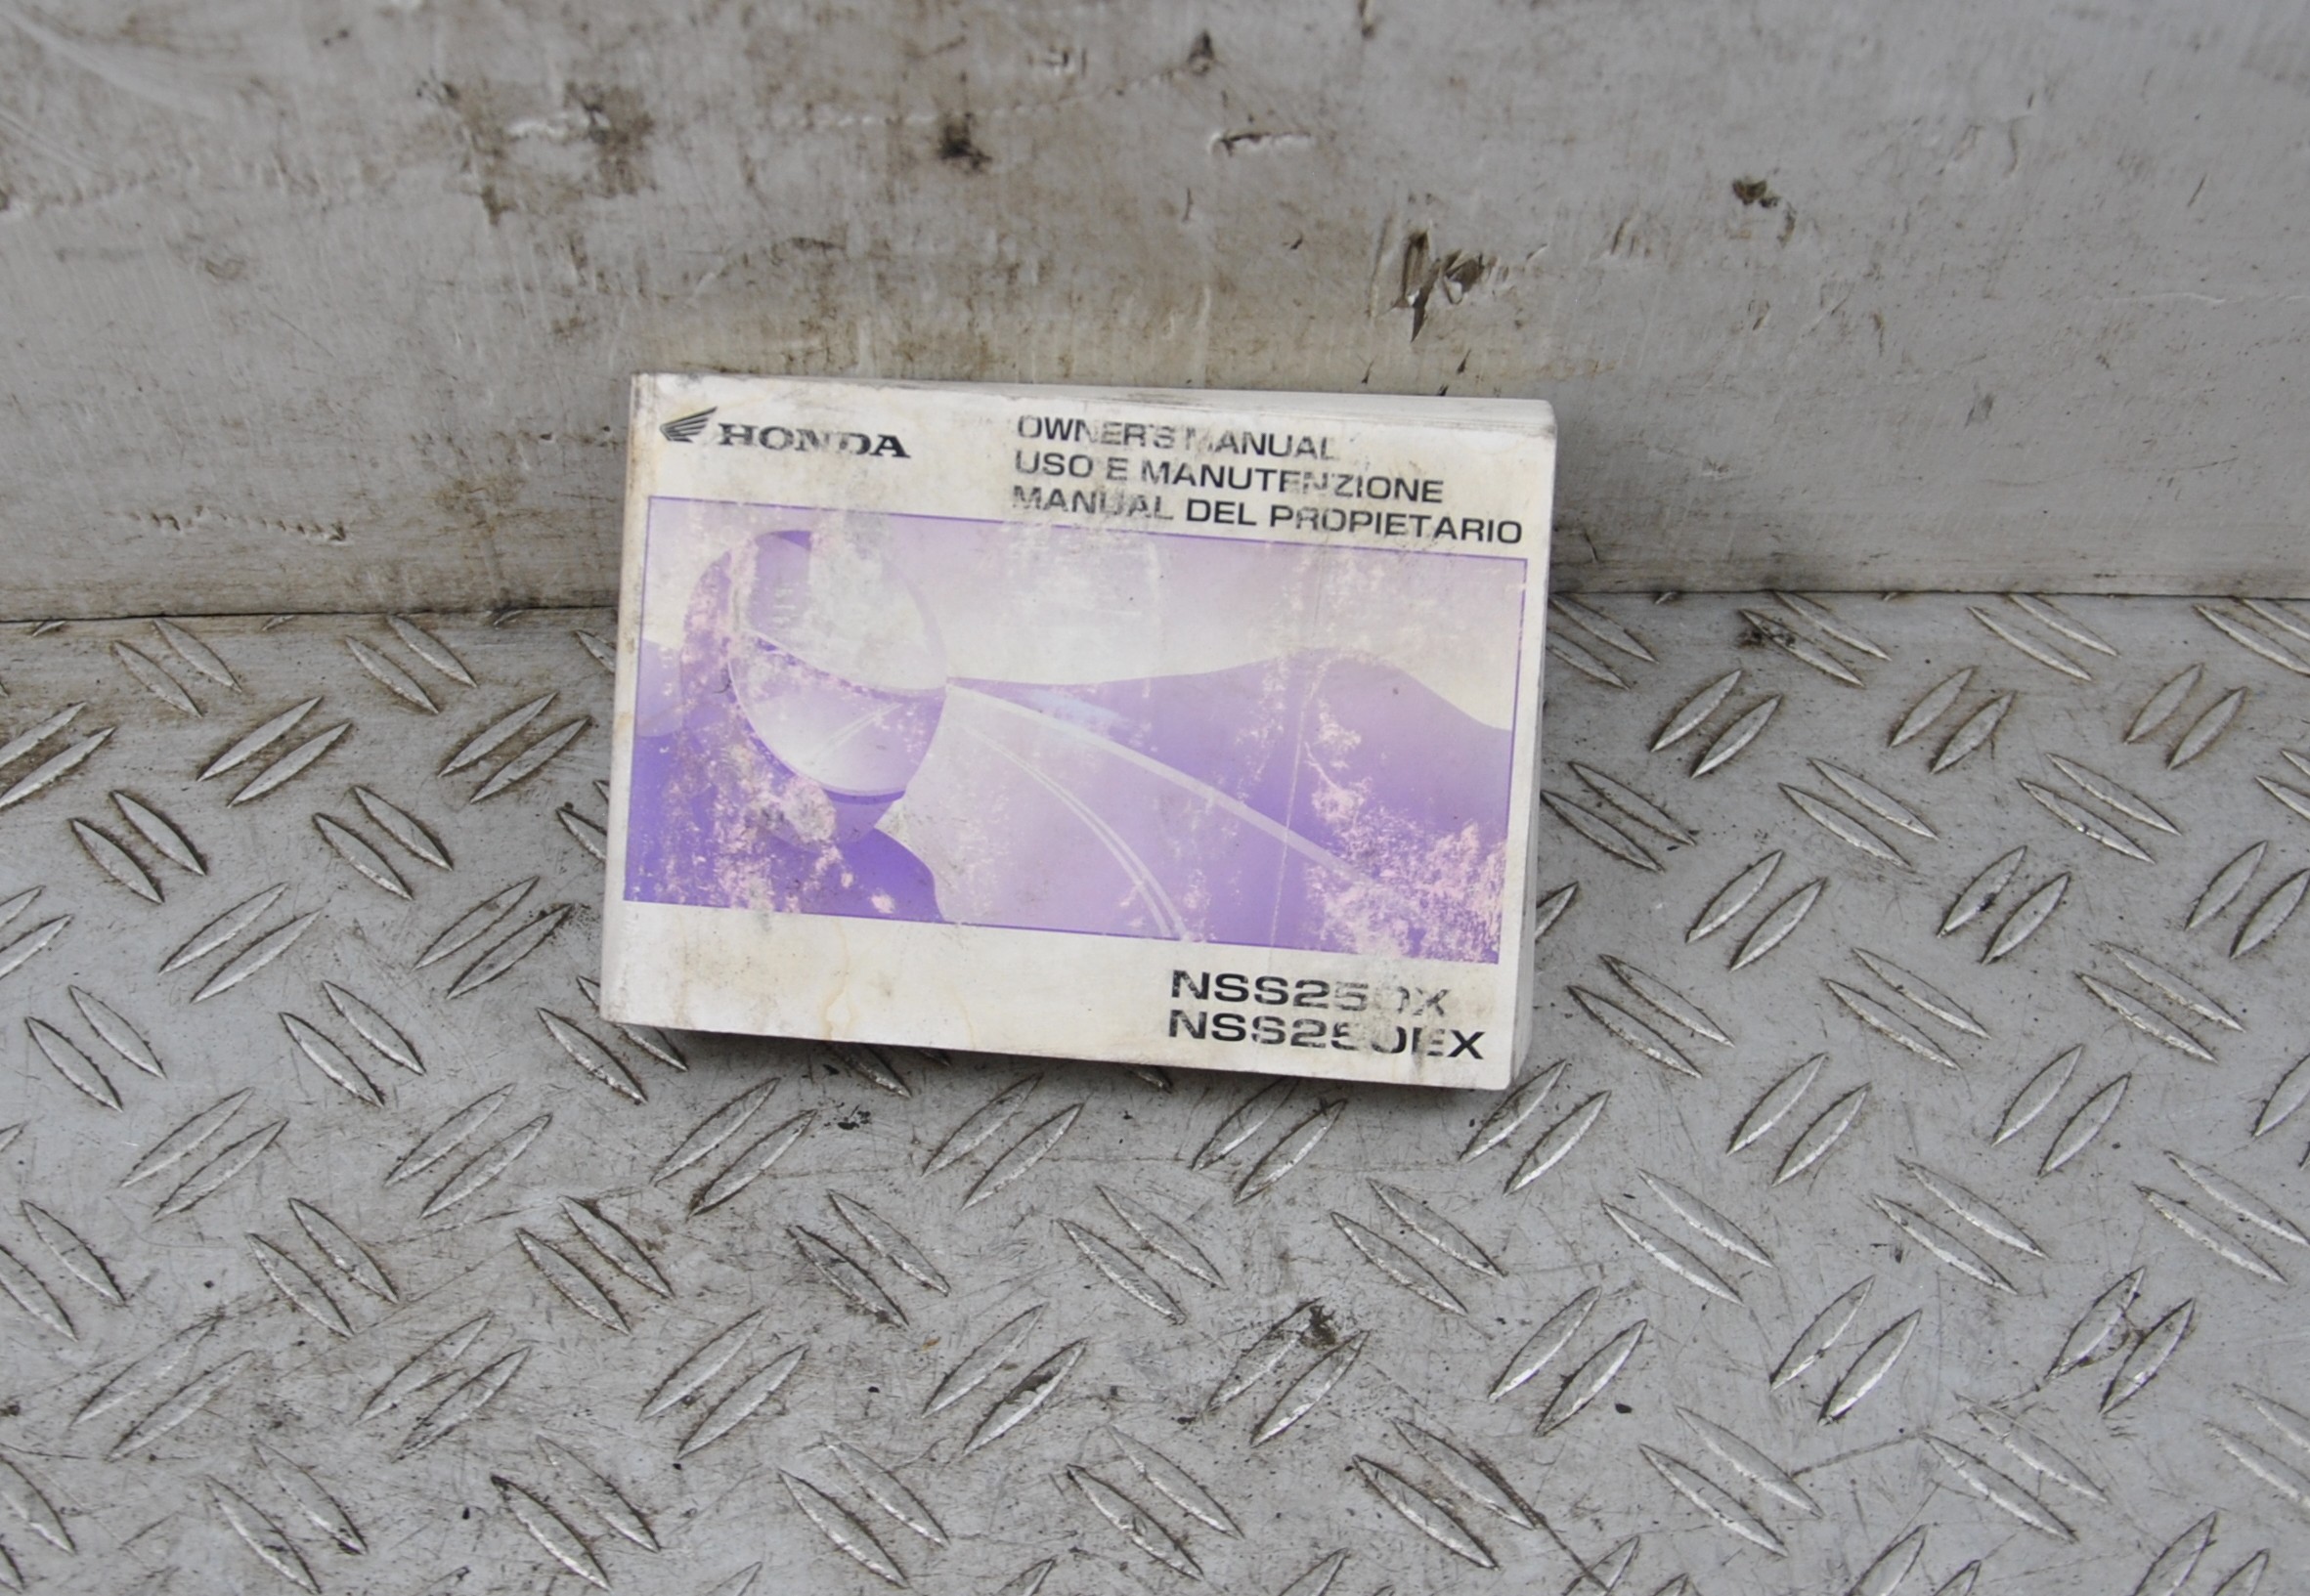 HONDA
OWNER'S MANUAL
USO E MANUTENZIONE
MANUAL DEL PROPIETARIO
NSS250X
NSS250EX